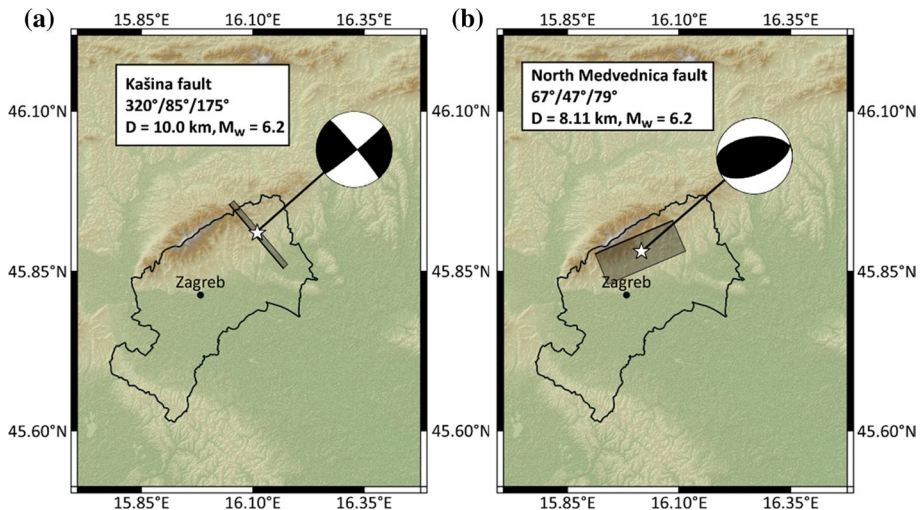 (a)
15.85°E 16.10°E 16.35°E
Kašina fault
320°/85°/175°
D = 10.0 km, Mw = 6.2
46.10°N
45.85°N
45.60°N
Zagreb
15.85°E 16.10°E 16.35°E
(b)
15.85°E 16.10°E 16.35°E
North Medvednica fault
67°/47°/79°
D = 8.11 km, Mw = 6.2
46.10°N
45.85°N
45.60°N
Zagreb
15.85°E 16.10°E 16.35°E